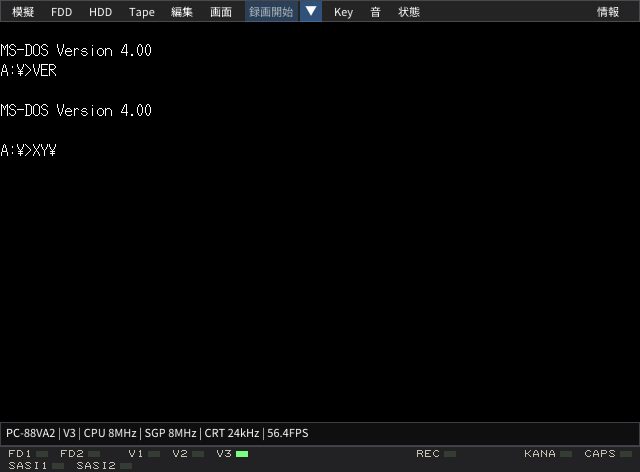 模擬 FDD HDD Tape 編集 画面 録画開始 ▼ Key 音 状態 情報
MS-DOS Version 4.00
A:¥>VER
MS-DOS Version 4.00
A:¥>XY¥
PC-88VA2 | V3 | CPU 8MHz | SGP 8MHz | CRT 24kHz | 56.4FPS
FD1 FD2 V1 V2 V3 REC KANA CAPS
SASI1 SASI2